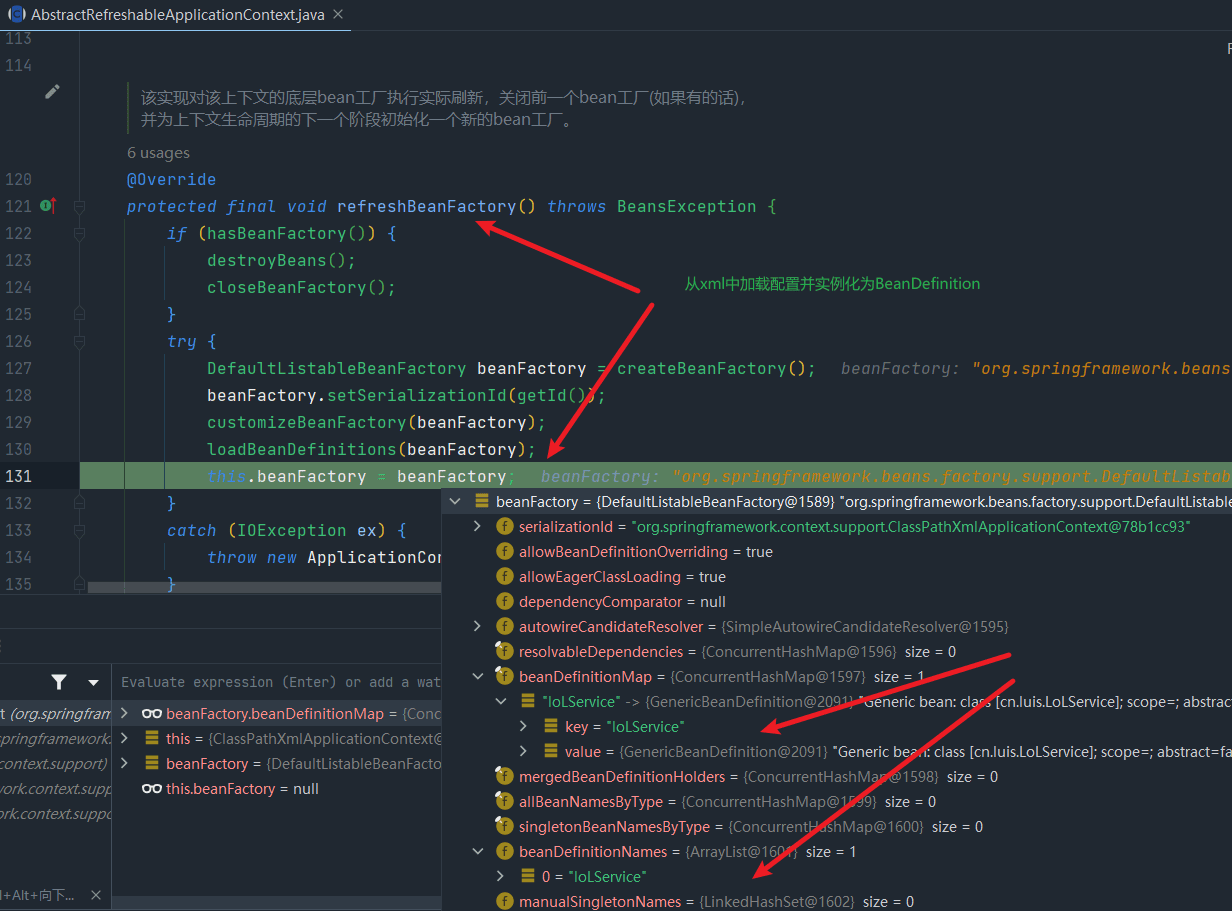 AbstractRefreshableApplicationContext.java
113
114
该实现对该上下文的底层bean工厂执行实际刷新，关闭前一个bean工厂(如果有的话)，
并为上下文生命周期的下一个阶段初始化一个新的bean工厂。
6 usages
120 @Override
121 protected final void refreshBeanFactory() throws BeansException {
122 if (hasBeanFactory()) {
123 destroyBeans();
124 closeBeanFactory();
从xml中加载配置并实例化为BeanDefinition
125 }
126 try {
127 DefaultListableBeanFactory beanFactory = createBeanFactory(); beanFactory: "org.springframework.beans
128 beanFactory.setSerializationId(getId());
129 customizeBeanFactory(beanFactory);
130 loadBeanDefinitions(beanFactory);
131 this.beanFactory = beanFactory; beanFactory: "org.springframework.beans.factory.support.DefaultListab
132 }
133 catch (IOException ex) {
134 throw new ApplicationCon
135 }
beanFactory = {DefaultListableBeanFactory@1589} "org.springframework.beans.factory.support.DefaultListable
serializationId = "org.springframework.context.support.ClassPathXmlApplicationContext@78b1cc93"
allowBeanDefinitionOverriding = true
allowEagerClassLoading = true
dependencyComparator = null
autowireCandidateResolver = {SimpleAutowireCandidateResolver@1595}
resolvableDependencies = {ConcurrentHashMap@1596} size = 0
beanDefinitionMap = {ConcurrentHashMap@1597} size = 1
"loLService" -> {GenericBeanDefinition@2091} "Generic bean: class [cn.luis.LoLService]; scope=; abstrac
key = "loLService"
value = {GenericBeanDefinition@2091} "Generic bean: class [cn.luis.LoLService]; scope=; abstract=fa
mergedBeanDefinitionHolders = {ConcurrentHashMap@1598} size = 0
allBeanNamesByType = {ConcurrentHashMap@1599} size = 0
singletonBeanNamesByType = {ConcurrentHashMap@1600} size = 0
beanDefinitionNames = {ArrayList@1601} size = 1
0 = "loLService"
manualSingletonNames = {LinkedHashSet@1602} size = 0
Evaluate expression (Enter) or add a wat
beanFactory.beanDefinitionMap = {Conc
this = {ClassPathXmlApplicationContext@
beanFactory = {DefaultListableBeanFacto
this.beanFactory = null
t (org.springfram
springframework.
context.support)
work.context.supp
ork.context.suppo
l+Alt+向下...